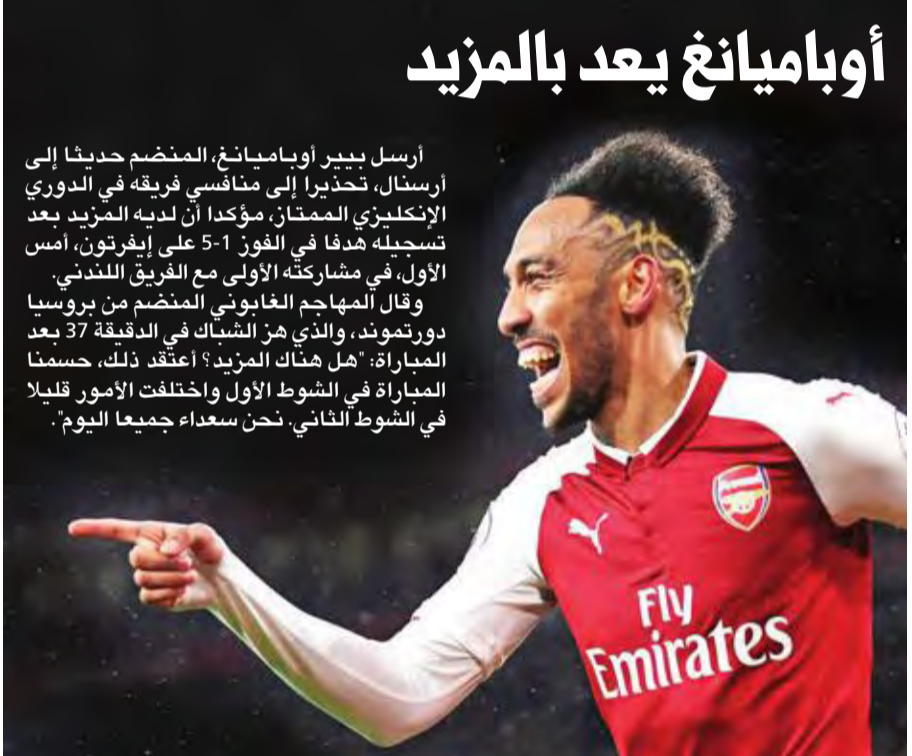 أوباميانغ يعد بالمزيد
أرسل بيير أوباميانغ، المنضم حديثا إلى
أرسنال، تحذيرا إلى منافسي فريقه في الدوري
الإنكليزي الممتاز، مؤكدا أن لديه المزيد بعد
تسجيله هدفا في الفوز 1-5 على إيفرتون، أمس
الأول، في مشاركته الأولى مع الفريق اللندني.
وقال المهاجم الغابوني المنضم من بروسيا
دورتموند، والذي هز الشباك في الدقيقة 37 بعد
المباراة: "هل هناك المزيد؟ أعتقد ذلك، حسمنا
المباراة في الشوط الأول واختلفت الأمور قليلا
في الشوط الثاني. نحن سعداء جميعا اليوم".
Fly
Emirates